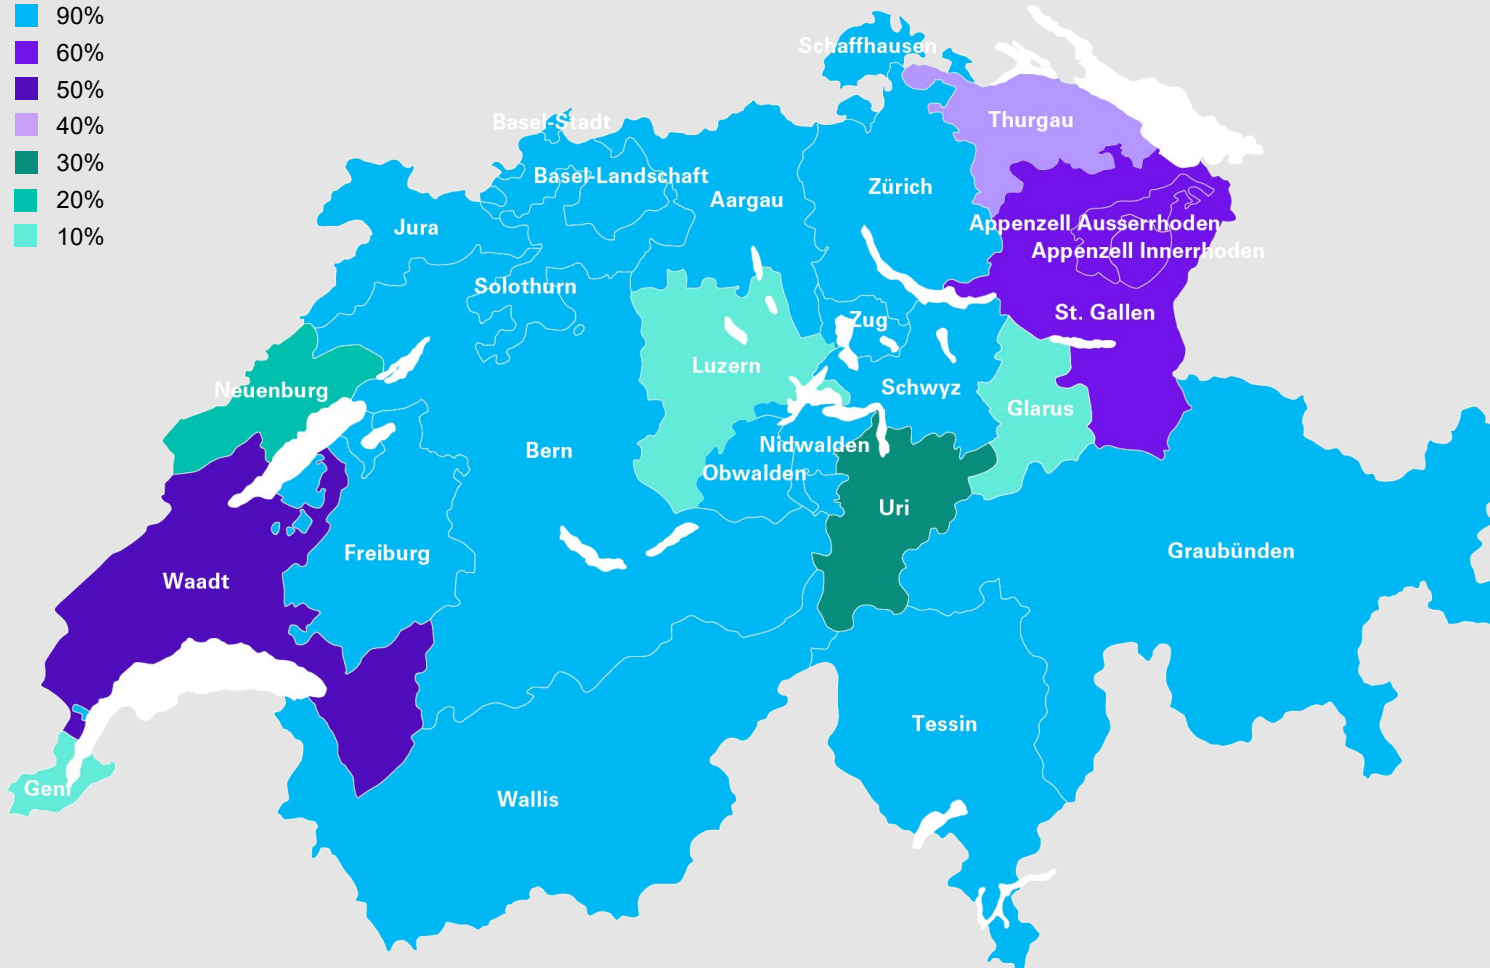 90%
60%
50%
40%
30%
20%
10%
Schaffhausen
Basel-Stadt
Thurgau
Basel-Landschaft
Zürich
Aargau
Jura
Appenzell Ausserrhoden
Appenzell Innerrhoden
Solothurn
St. Gallen
Zug
Luzern
Schwyz
Neuenburg
Glarus
Nidwalden
Bern
Obwalden
Uri
Graubünden
Freiburg
Waadt
Tessin
Genf
Wallis